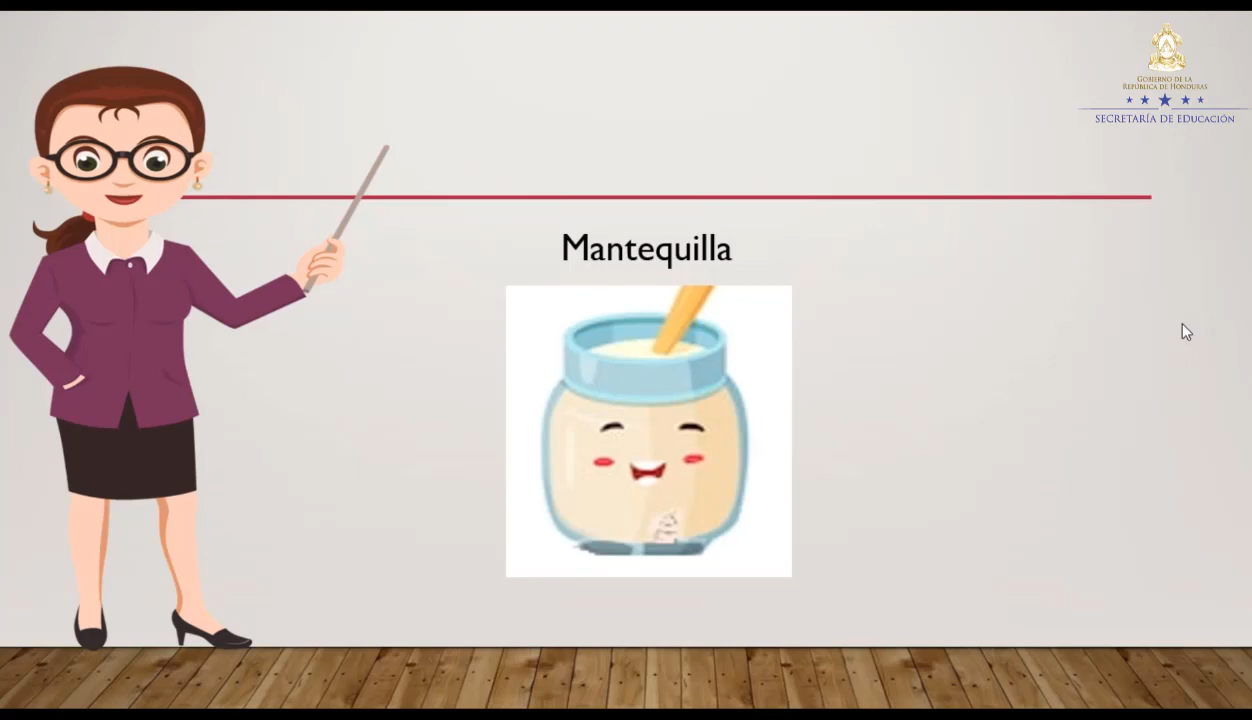 GOBIERNO DE LA
REPÚBLICA DE HONDURAS
SECRETARÍA DE EDUCACIÓN
Mantequilla